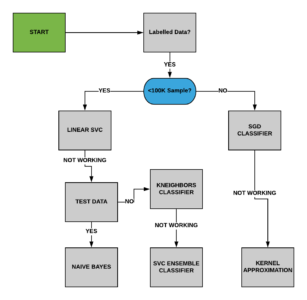 START
Labelled Data?
YES
<100K Sample?
YES
NO
LINEAR SVC
SGD
CLASSIFIER
NOT WORKING
KNEIGHBORS
CLASSIFIER
TEST DATA
NO
NOT WORKING
NOT WORKING
YES
NAIVE BAYES
SVC ENSEMBLE
CLASSIFIER
KERNEL
APPROXIMATION